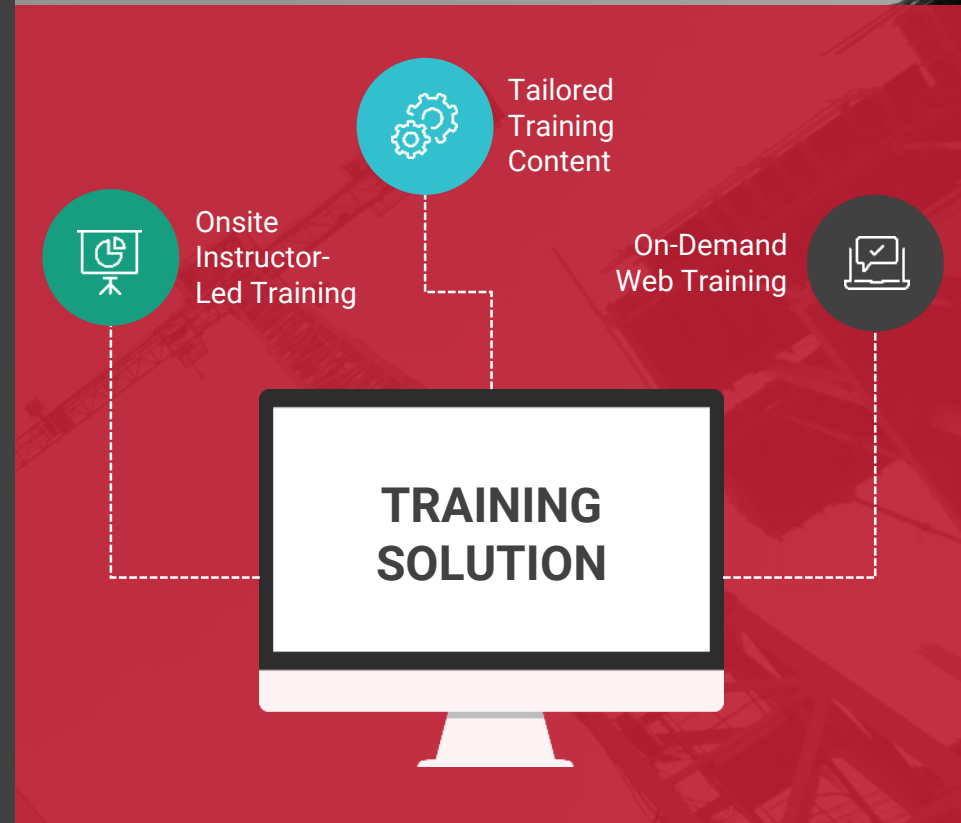 Tailored
Training
Content
Onsite
Instructor-
Led Training
On-Demand
Web Training
TRAINING
SOLUTION